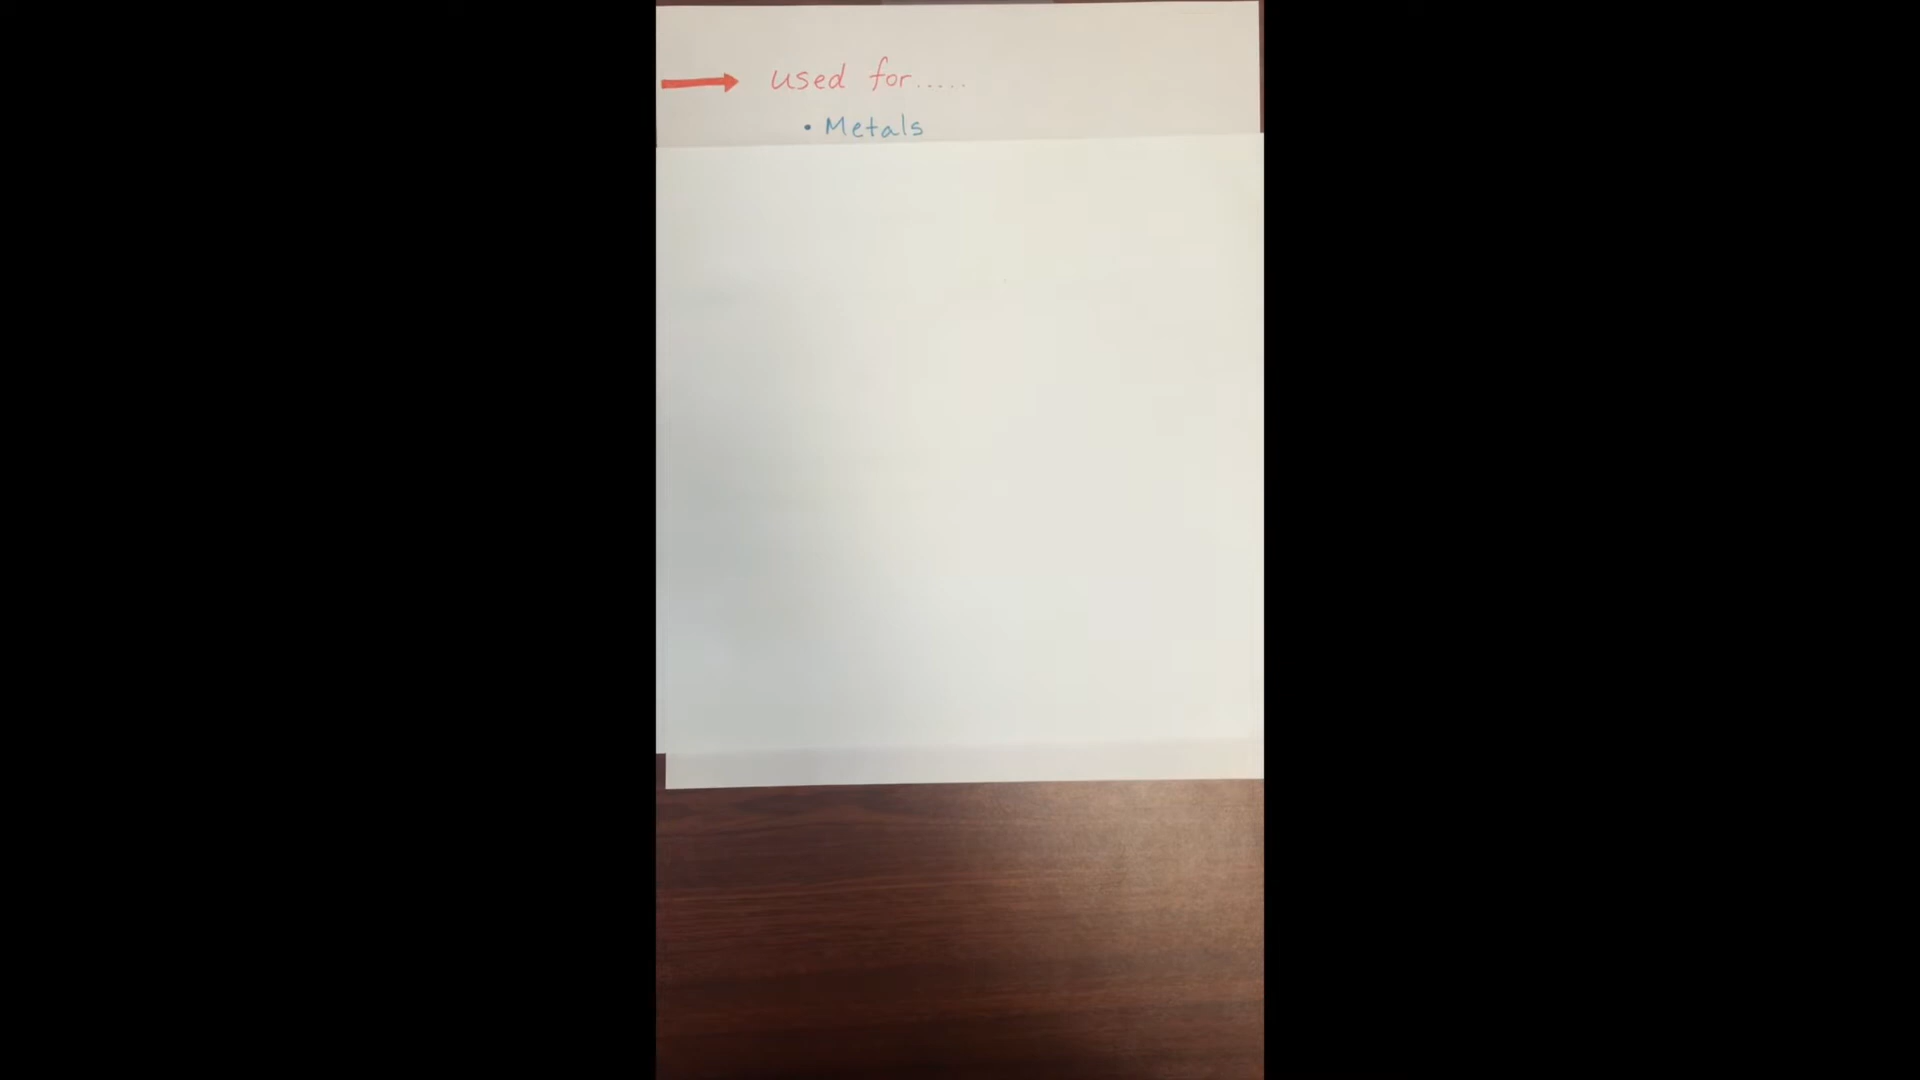 used for.....
• Metals